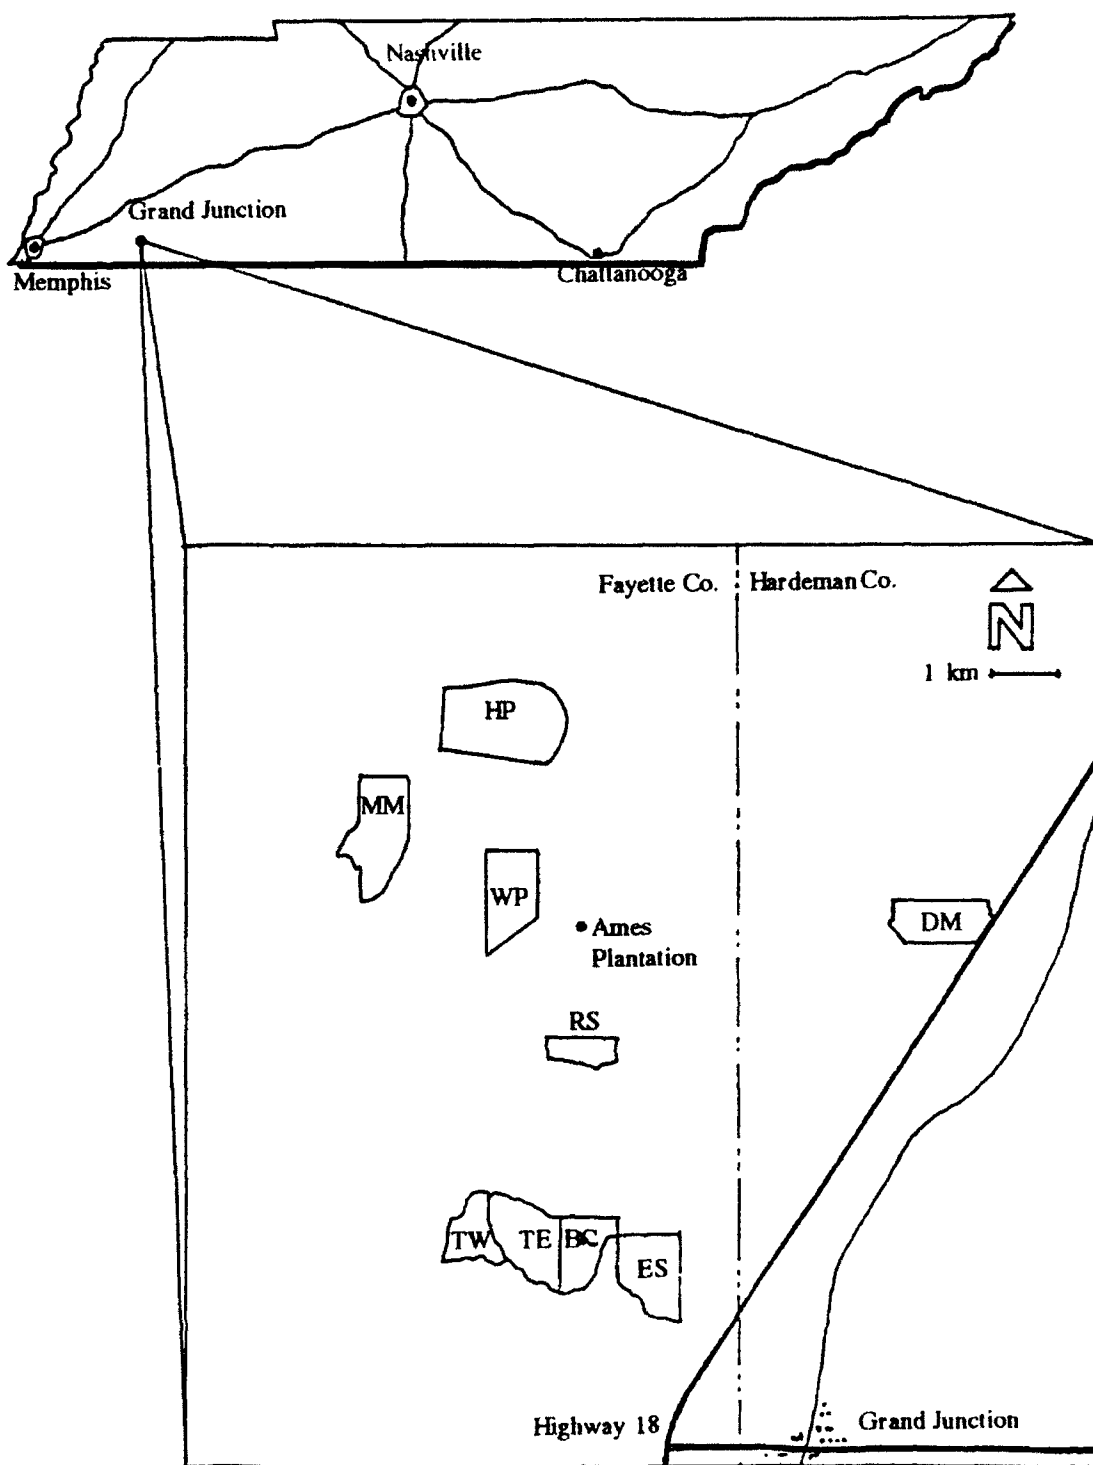 Nashville
Grand Junction
Memphis
Chattanooga
Fayette Co.
Hardeman Co.
N
1 km
HP
MM
WP
Ames
Plantation
DM
RS
TW
TE
BC
ES
Highway 18
Grand Junction